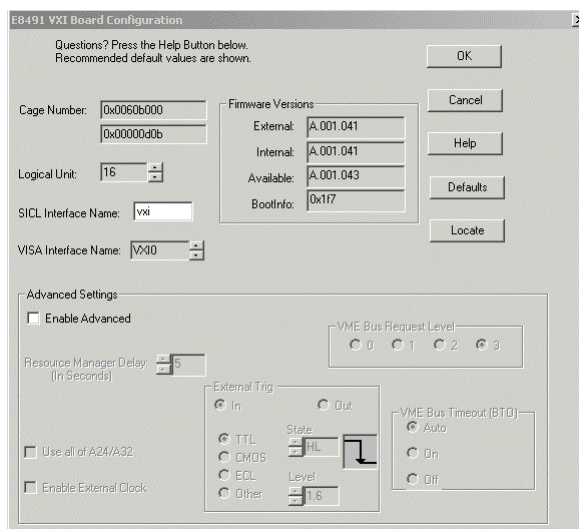 E8491 VXI Board Configuration
Questions? Press the Help Button below.
Recommended default values are shown.
OK
Cancel
Help
Defaults
Locate
Cage Number: 0x0060b000
0x00000d0b
Logical Unit: 16
SICL Interface Name: vxi
VISA Interface Name: VXI0
Firmware Versions
External: A.001.041
Internal: A.001.041
Available: A.001.043
BootInfo: 0x1f7
Advanced Settings
Enable Advanced
Resource Manager Delay: 5
(In Seconds)
Use all of A24/A32
Enable External Clock
External Trig
In Out
TTL
CMOS
ECL
Other
State
HL
Level
1.6
VME Bus Request Level
0 1 2 3
VME Bus Timeout (BTO)
Auto
On
Off